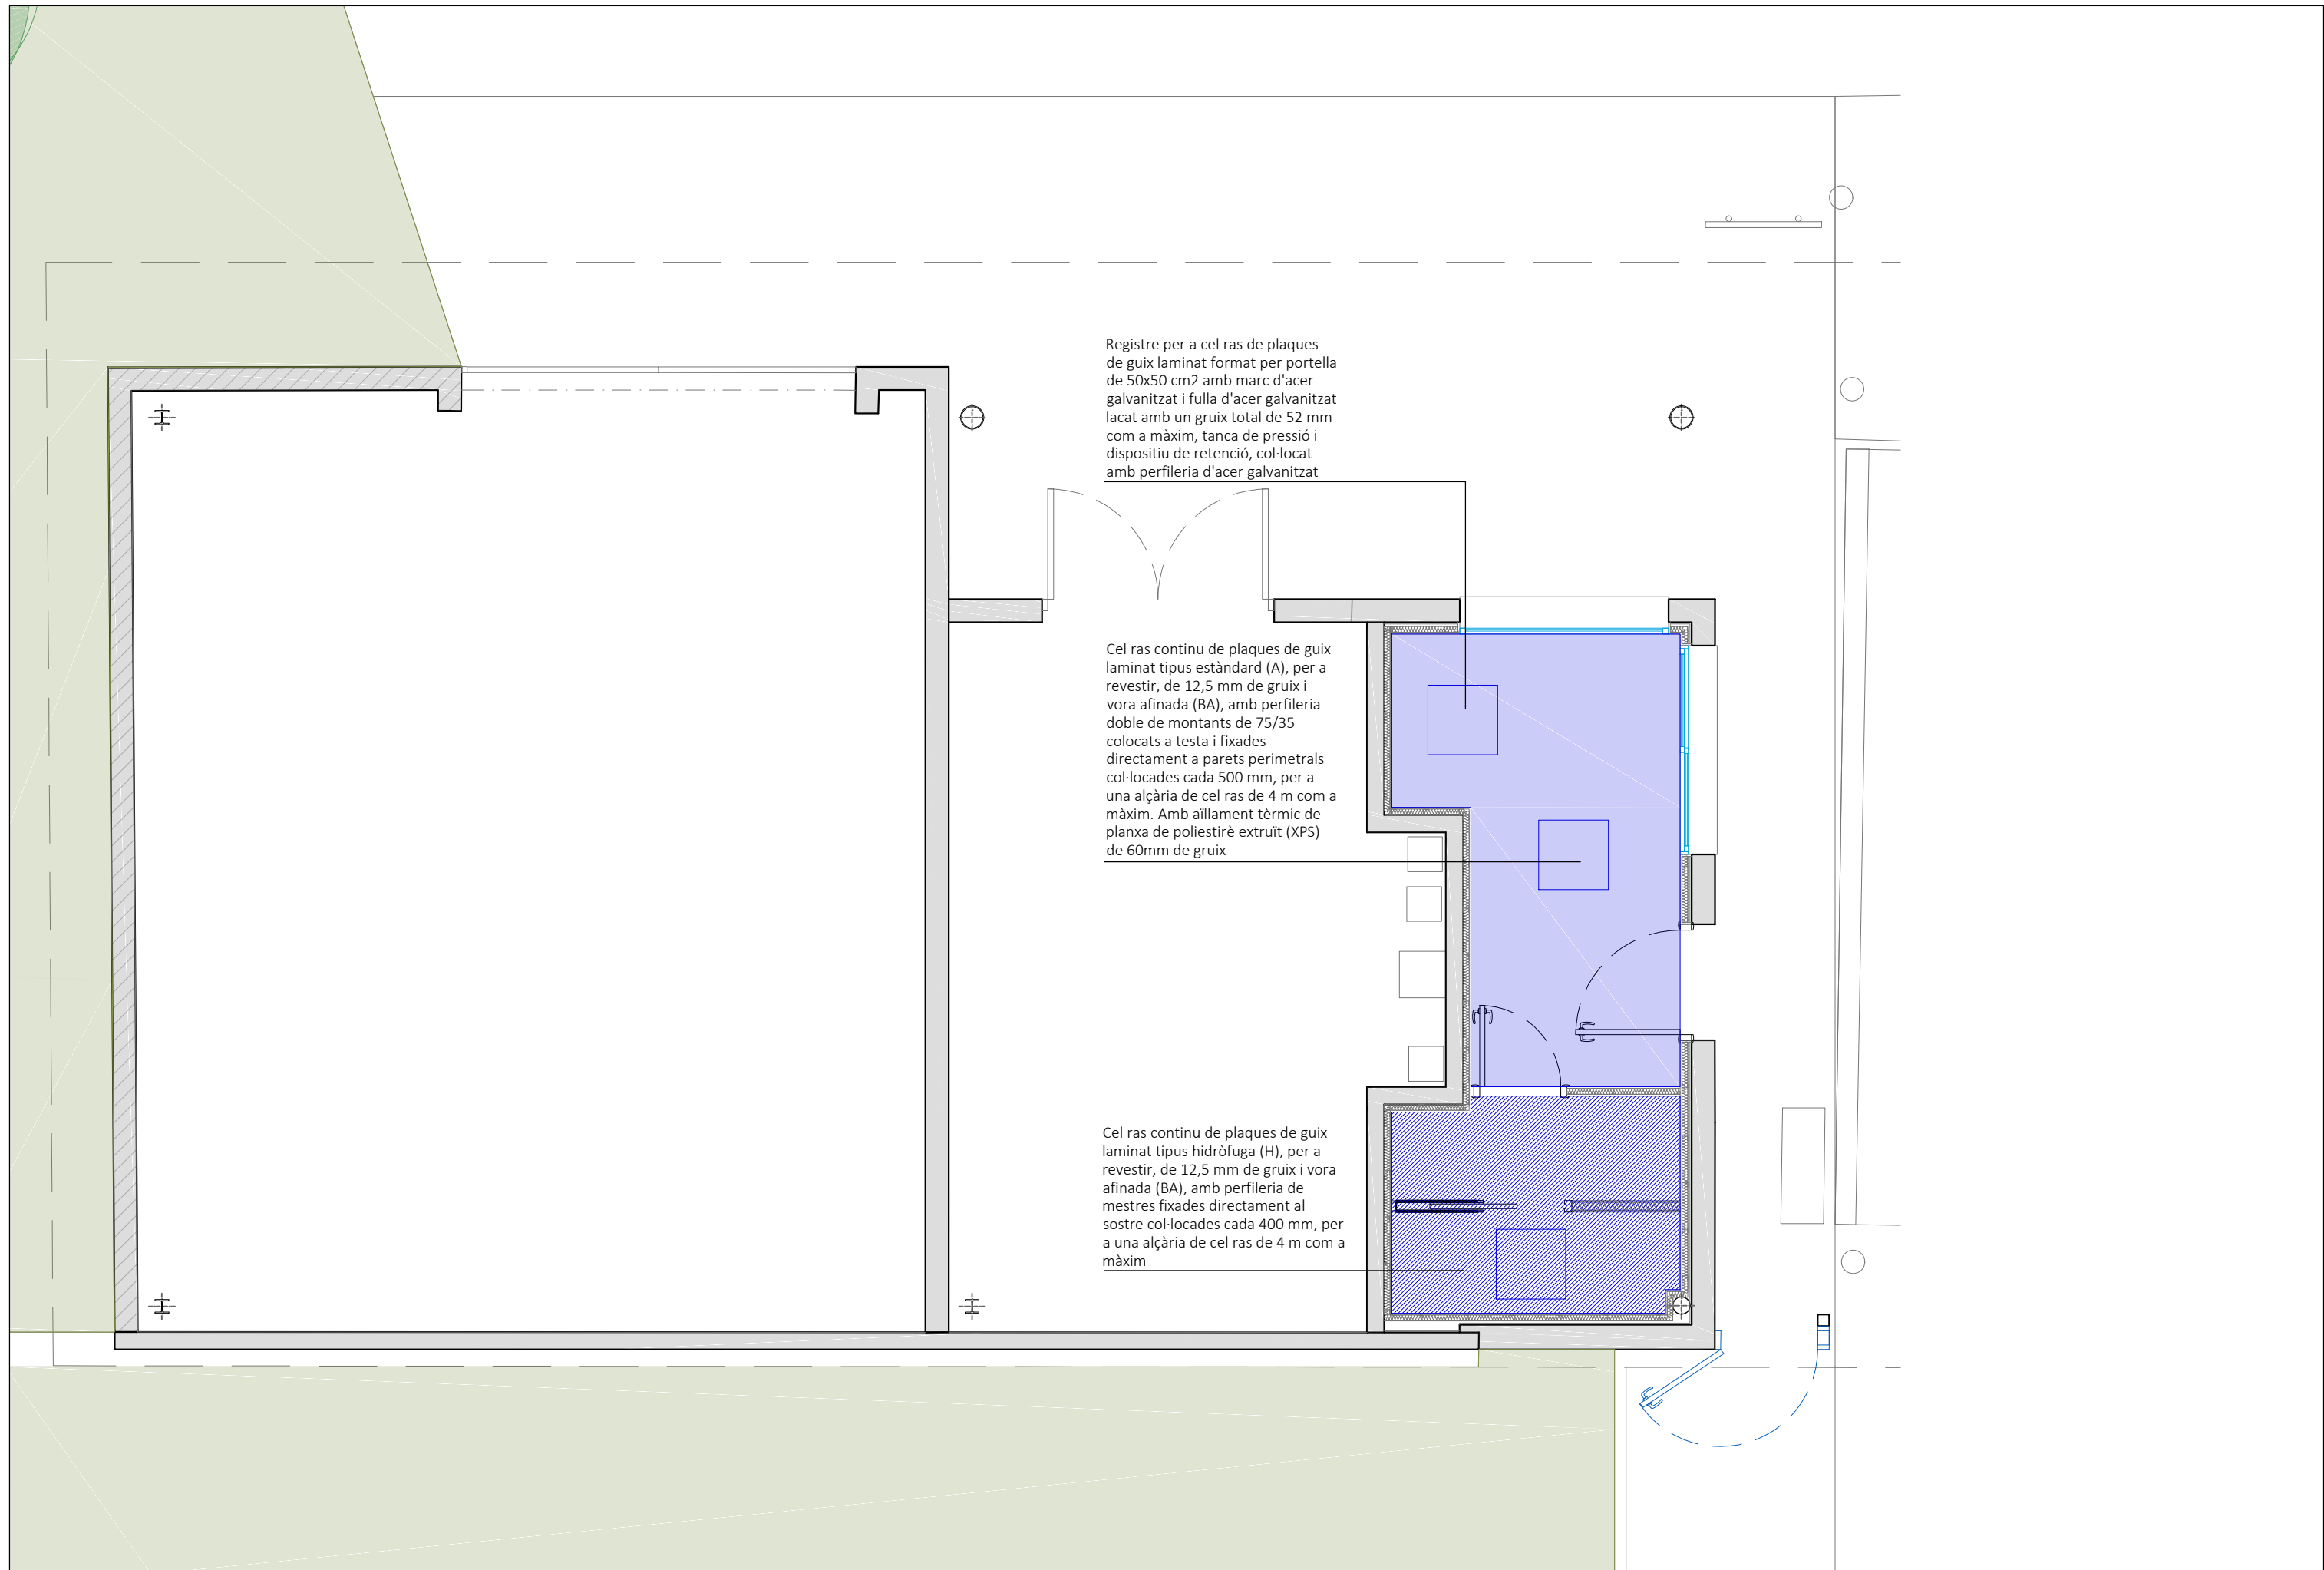 Registre per a cel ras de plaques
de guix laminat format per portella
de 50x50 cm2 amb marc d'acer
galvanitzat i fulla d'acer galvanitzat
lacat amb un gruix total de 52 mm
com a màxim, tanca de pressió i
dispositiu de retenció, col·locat
amb perfileria d'acer galvanitzat
Cel ras continu de plaques de guix
laminat tipus estàndard (A), per a
revestir, de 12,5 mm de gruix i
vora afinada (BA), amb perfileria
doble de montants de 75/35
colocats a testa i fixades
directament a parets perimetrals
col·locades cada 500 mm, per a
una alçària de cel ras de 4 m com a
màxim. Amb aïllament tèrmic de
planxa de poliestirè extruït (XPS)
de 60mm de gruix
Cel ras continu de plaques de guix
laminat tipus hidròfuga (H), per a
revestir, de 12,5 mm de gruix i vora
afinada (BA), amb perfileria de
mestres fixades directament al
sostre col·locades cada 400 mm, per
a una alçària de cel ras de 4 m com a
màxim